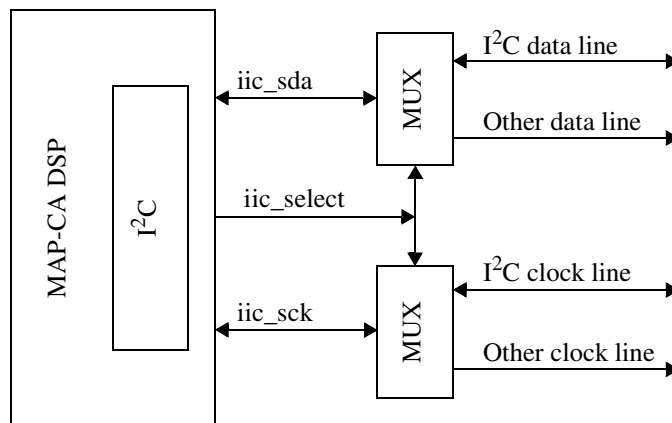 MAP-CA DSP
I²C
iic_sda
iic_select
iic_sck
MUX
I²C data line
Other data line
MUX
I²C clock line
Other clock line